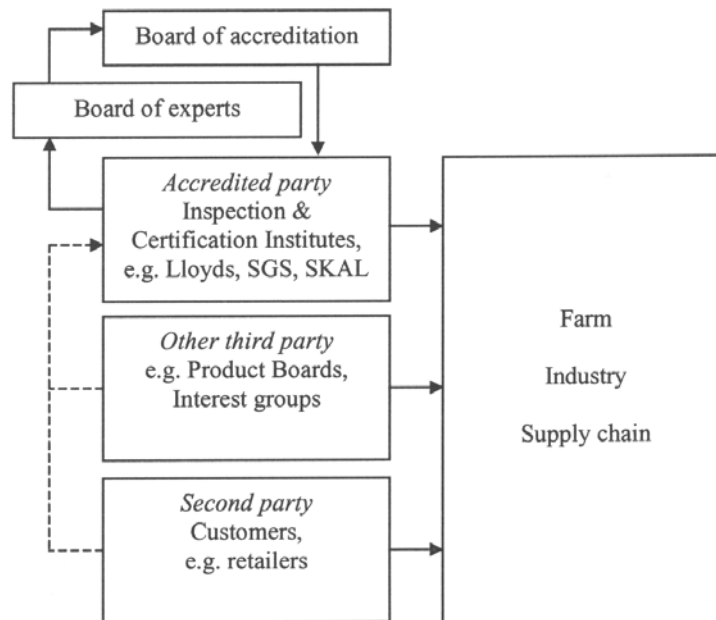 Board of accreditation
Board of experts
Accredited party
Inspection &
Certification Institutes,
e.g. Lloyds, SGS, SKAL
Other third party
e.g. Product Boards,
Interest groups
Second party
Customers,
e.g. retailers
Farm
Industry
Supply chain